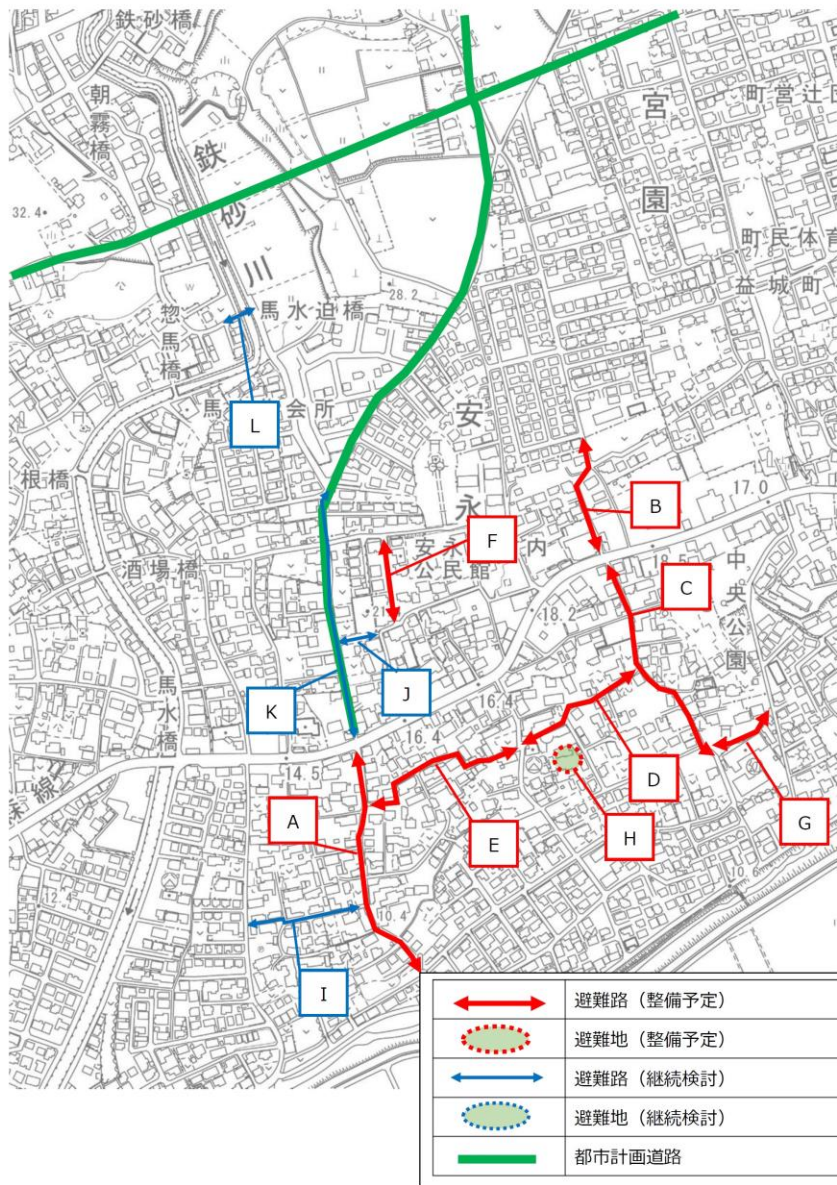 鉄砂橋
朝霧橋
鉄砂川
宮園
町営辻団
32.4
町民体育
27.8
益城町
28.2
惣馬橋
馬水迫橋
L
馬 会所
安永
根橋
B
17.0
F
安永 内
公民館
18.5
中央公園
酒場橋
C
21
18.2
J
馬水橋
K
16.4
16.4
14.5
D
A
E
H
G
10.6
12.
10.4
I
避難路（整備予定）
避難地（整備予定）
避難路（継続検討）
避難地（継続検討）
都市計画道路